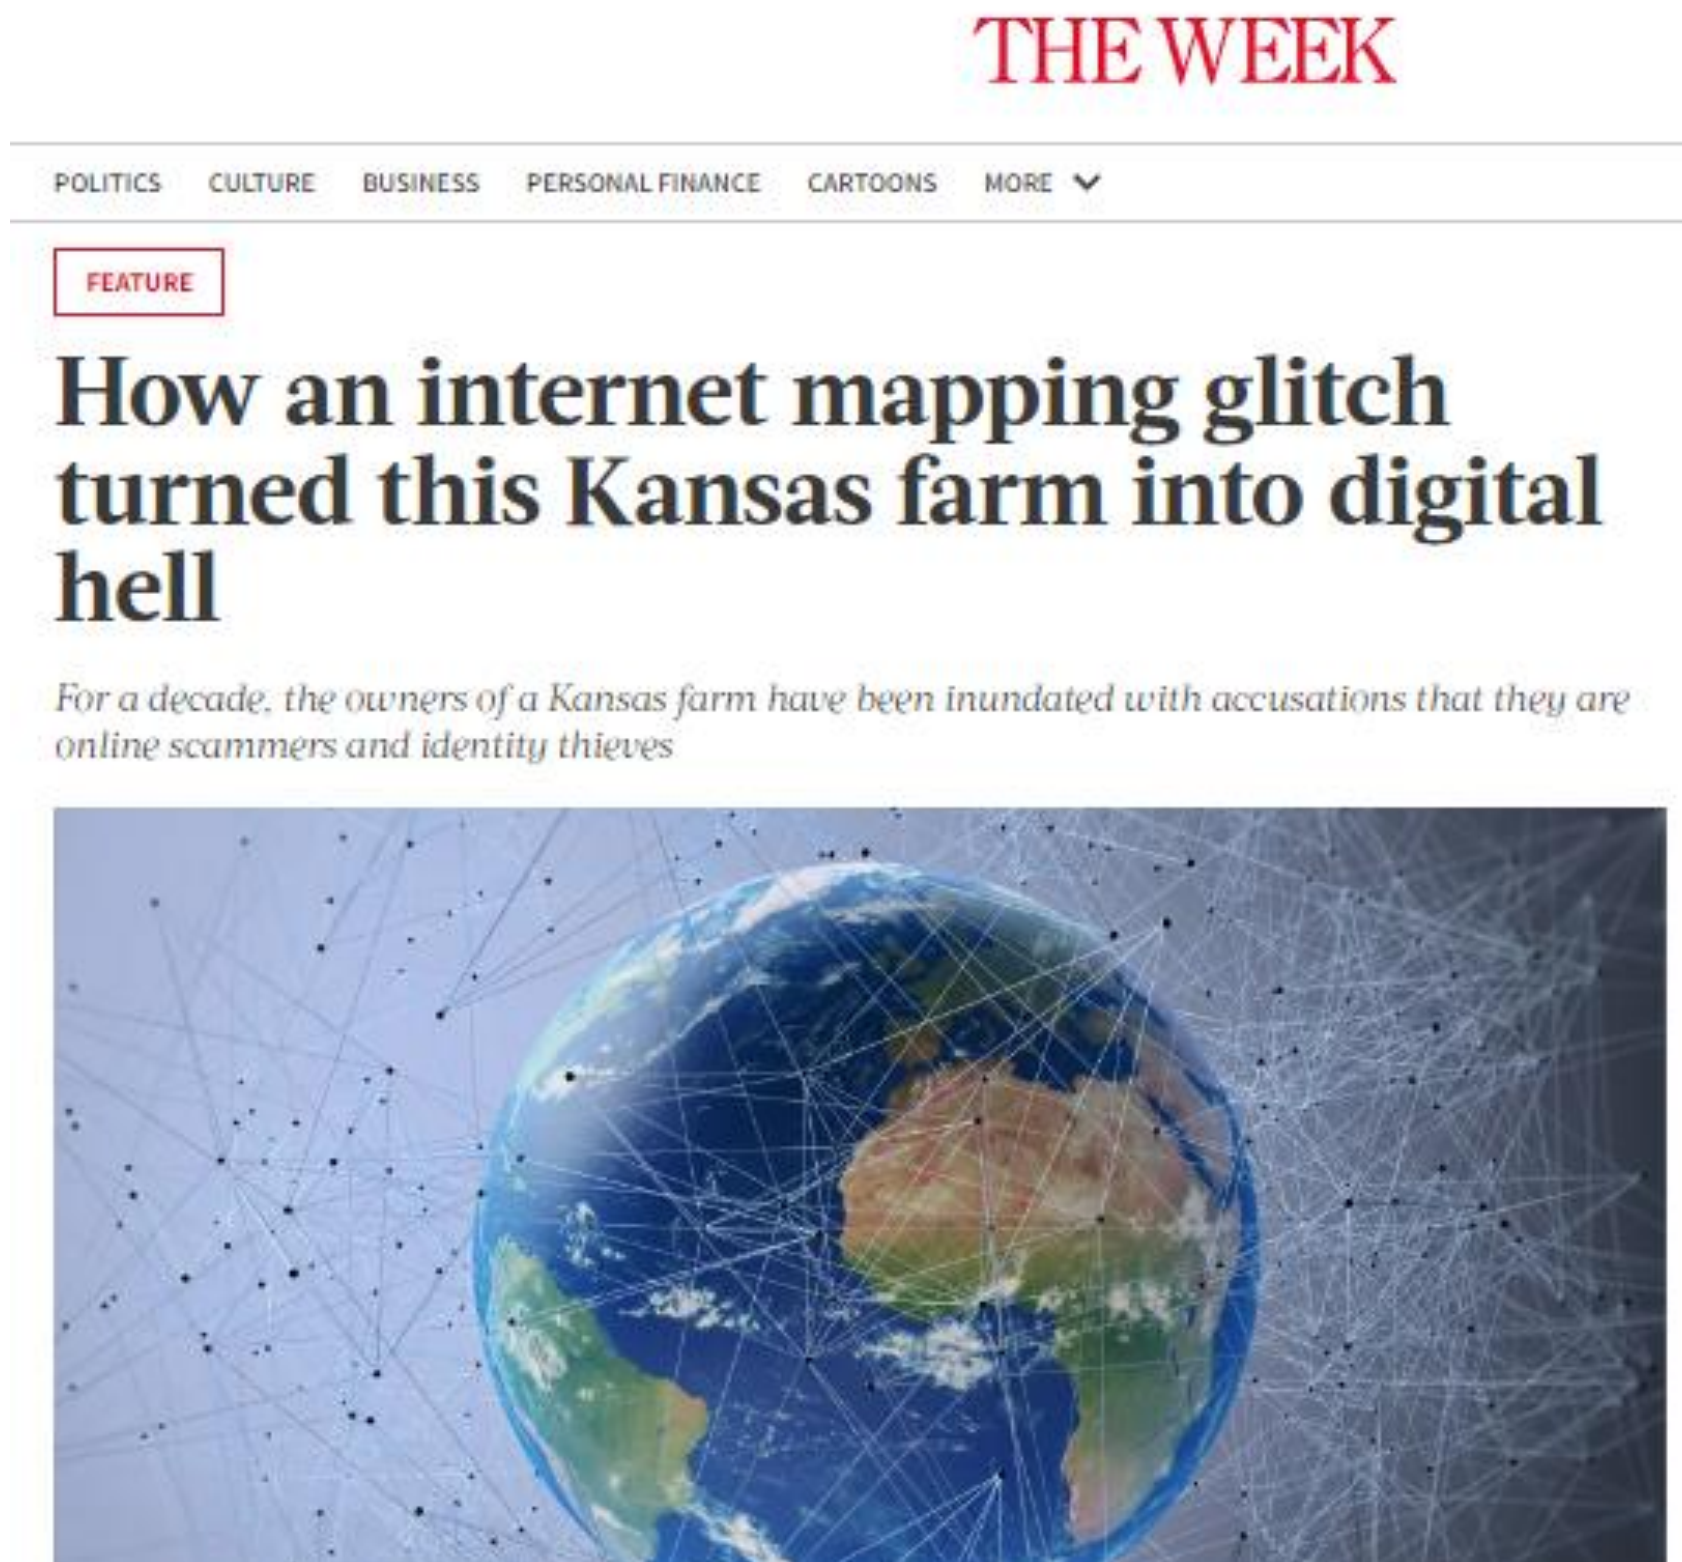 THE WEEK
POLITICS CULTURE BUSINESS PERSONAL FINANCE CARTOONS MORE
FEATURE
How an internet mapping glitch
turned this Kansas farm into digital
hell
For a decade, the owners of a Kansas farm have been inundated with accusations that they are
online scammers and identity thieves